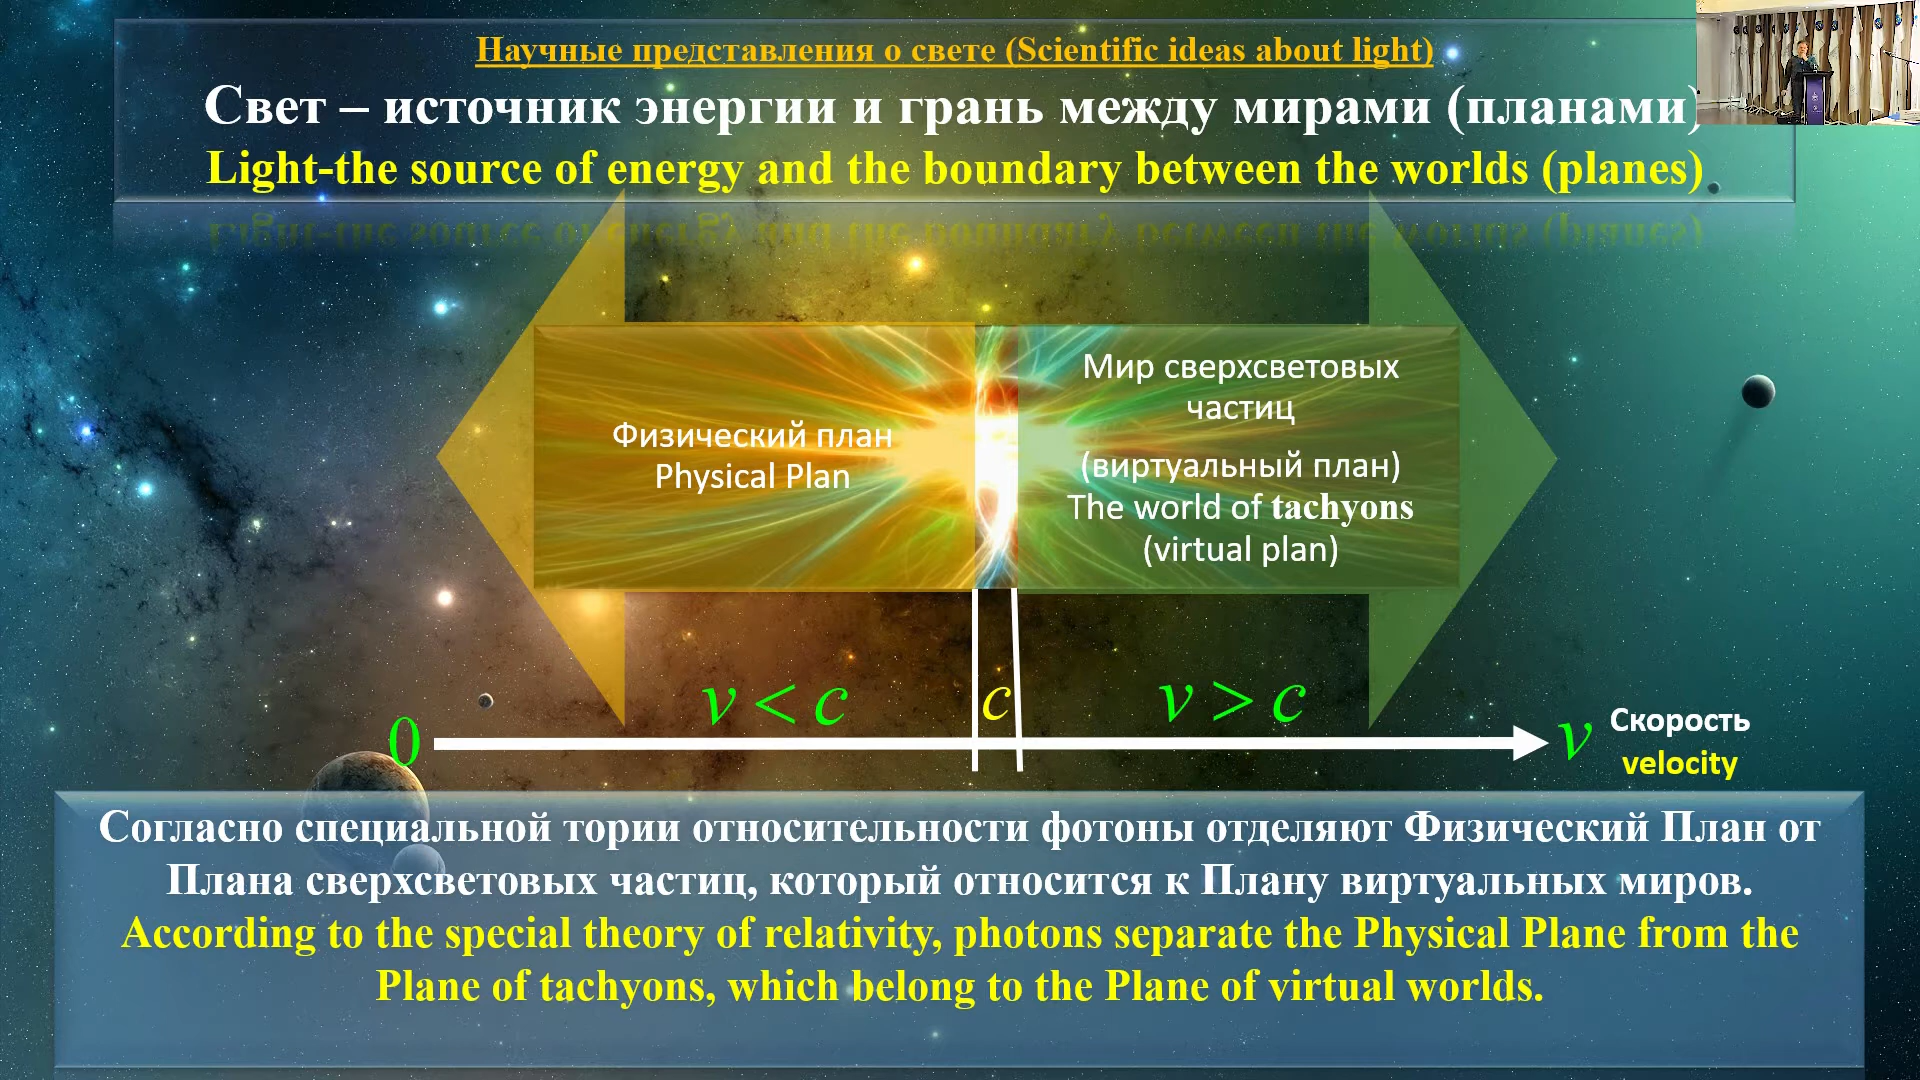 Научные представления о свете (Scientific ideas about light)
Свет – источник энергии и грань между мирами (планами)
Light-the source of energy and the boundary between the worlds (planes)
Физический план
Physical Plan
Мир сверхсветовых
частиц
(виртуальный план)
The world of tachyons
(virtual plan)
v < c
c
v > c
0
v
Скорость
velocity
Согласно специальной тории относительности фотоны отделяют Физический План от
Плана сверхсветовых частиц, который относится к Плану виртуальных миров.
According to the special theory of relativity, photons separate the Physical Plane from the
Plane of tachyons, which belong to the Plane of virtual worlds.